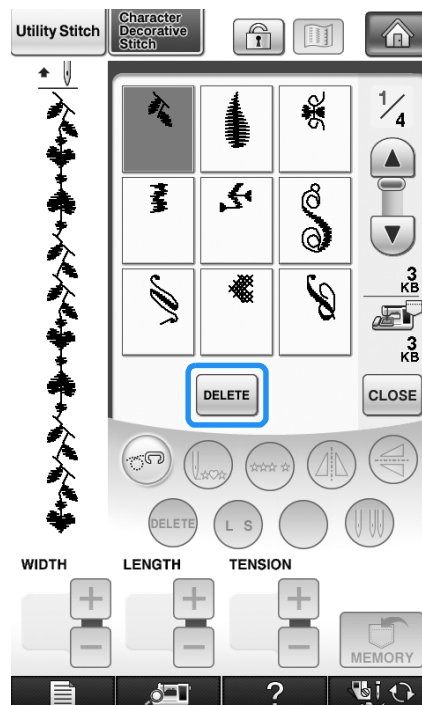 Utility Stitch
Character
Decorative
Stitch
1/4
3
KB
3
KB
DELETE
CLOSE
DELETE
L S
WIDTH
LENGTH
TENSION
+
+
+
−
−
−
MEMORY
?